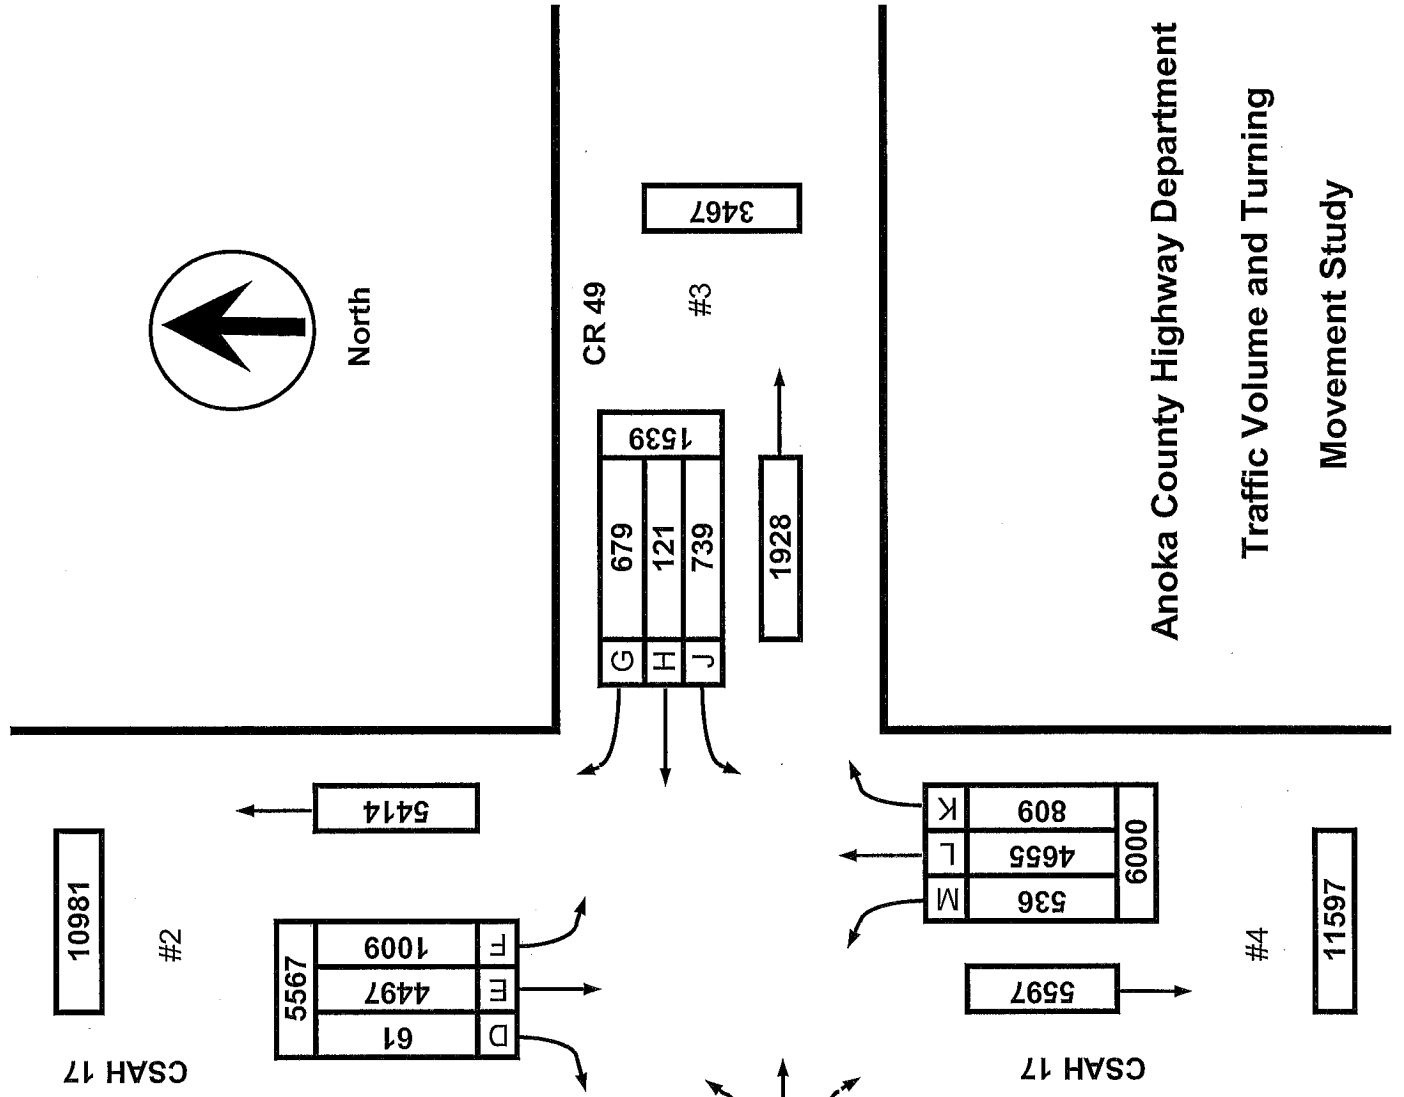 Anoka County Highway Department
Traffic Volume and Turning
Movement Study
North
CR 49
#3
3467
1539
G 679
H 121
J 739
1928
5414
10981
#2
CSAH 17
5567
F 1009
E 4497
D 61
K 809
L 4655
M 536
6000
5597
#4
11597
CSAH 17